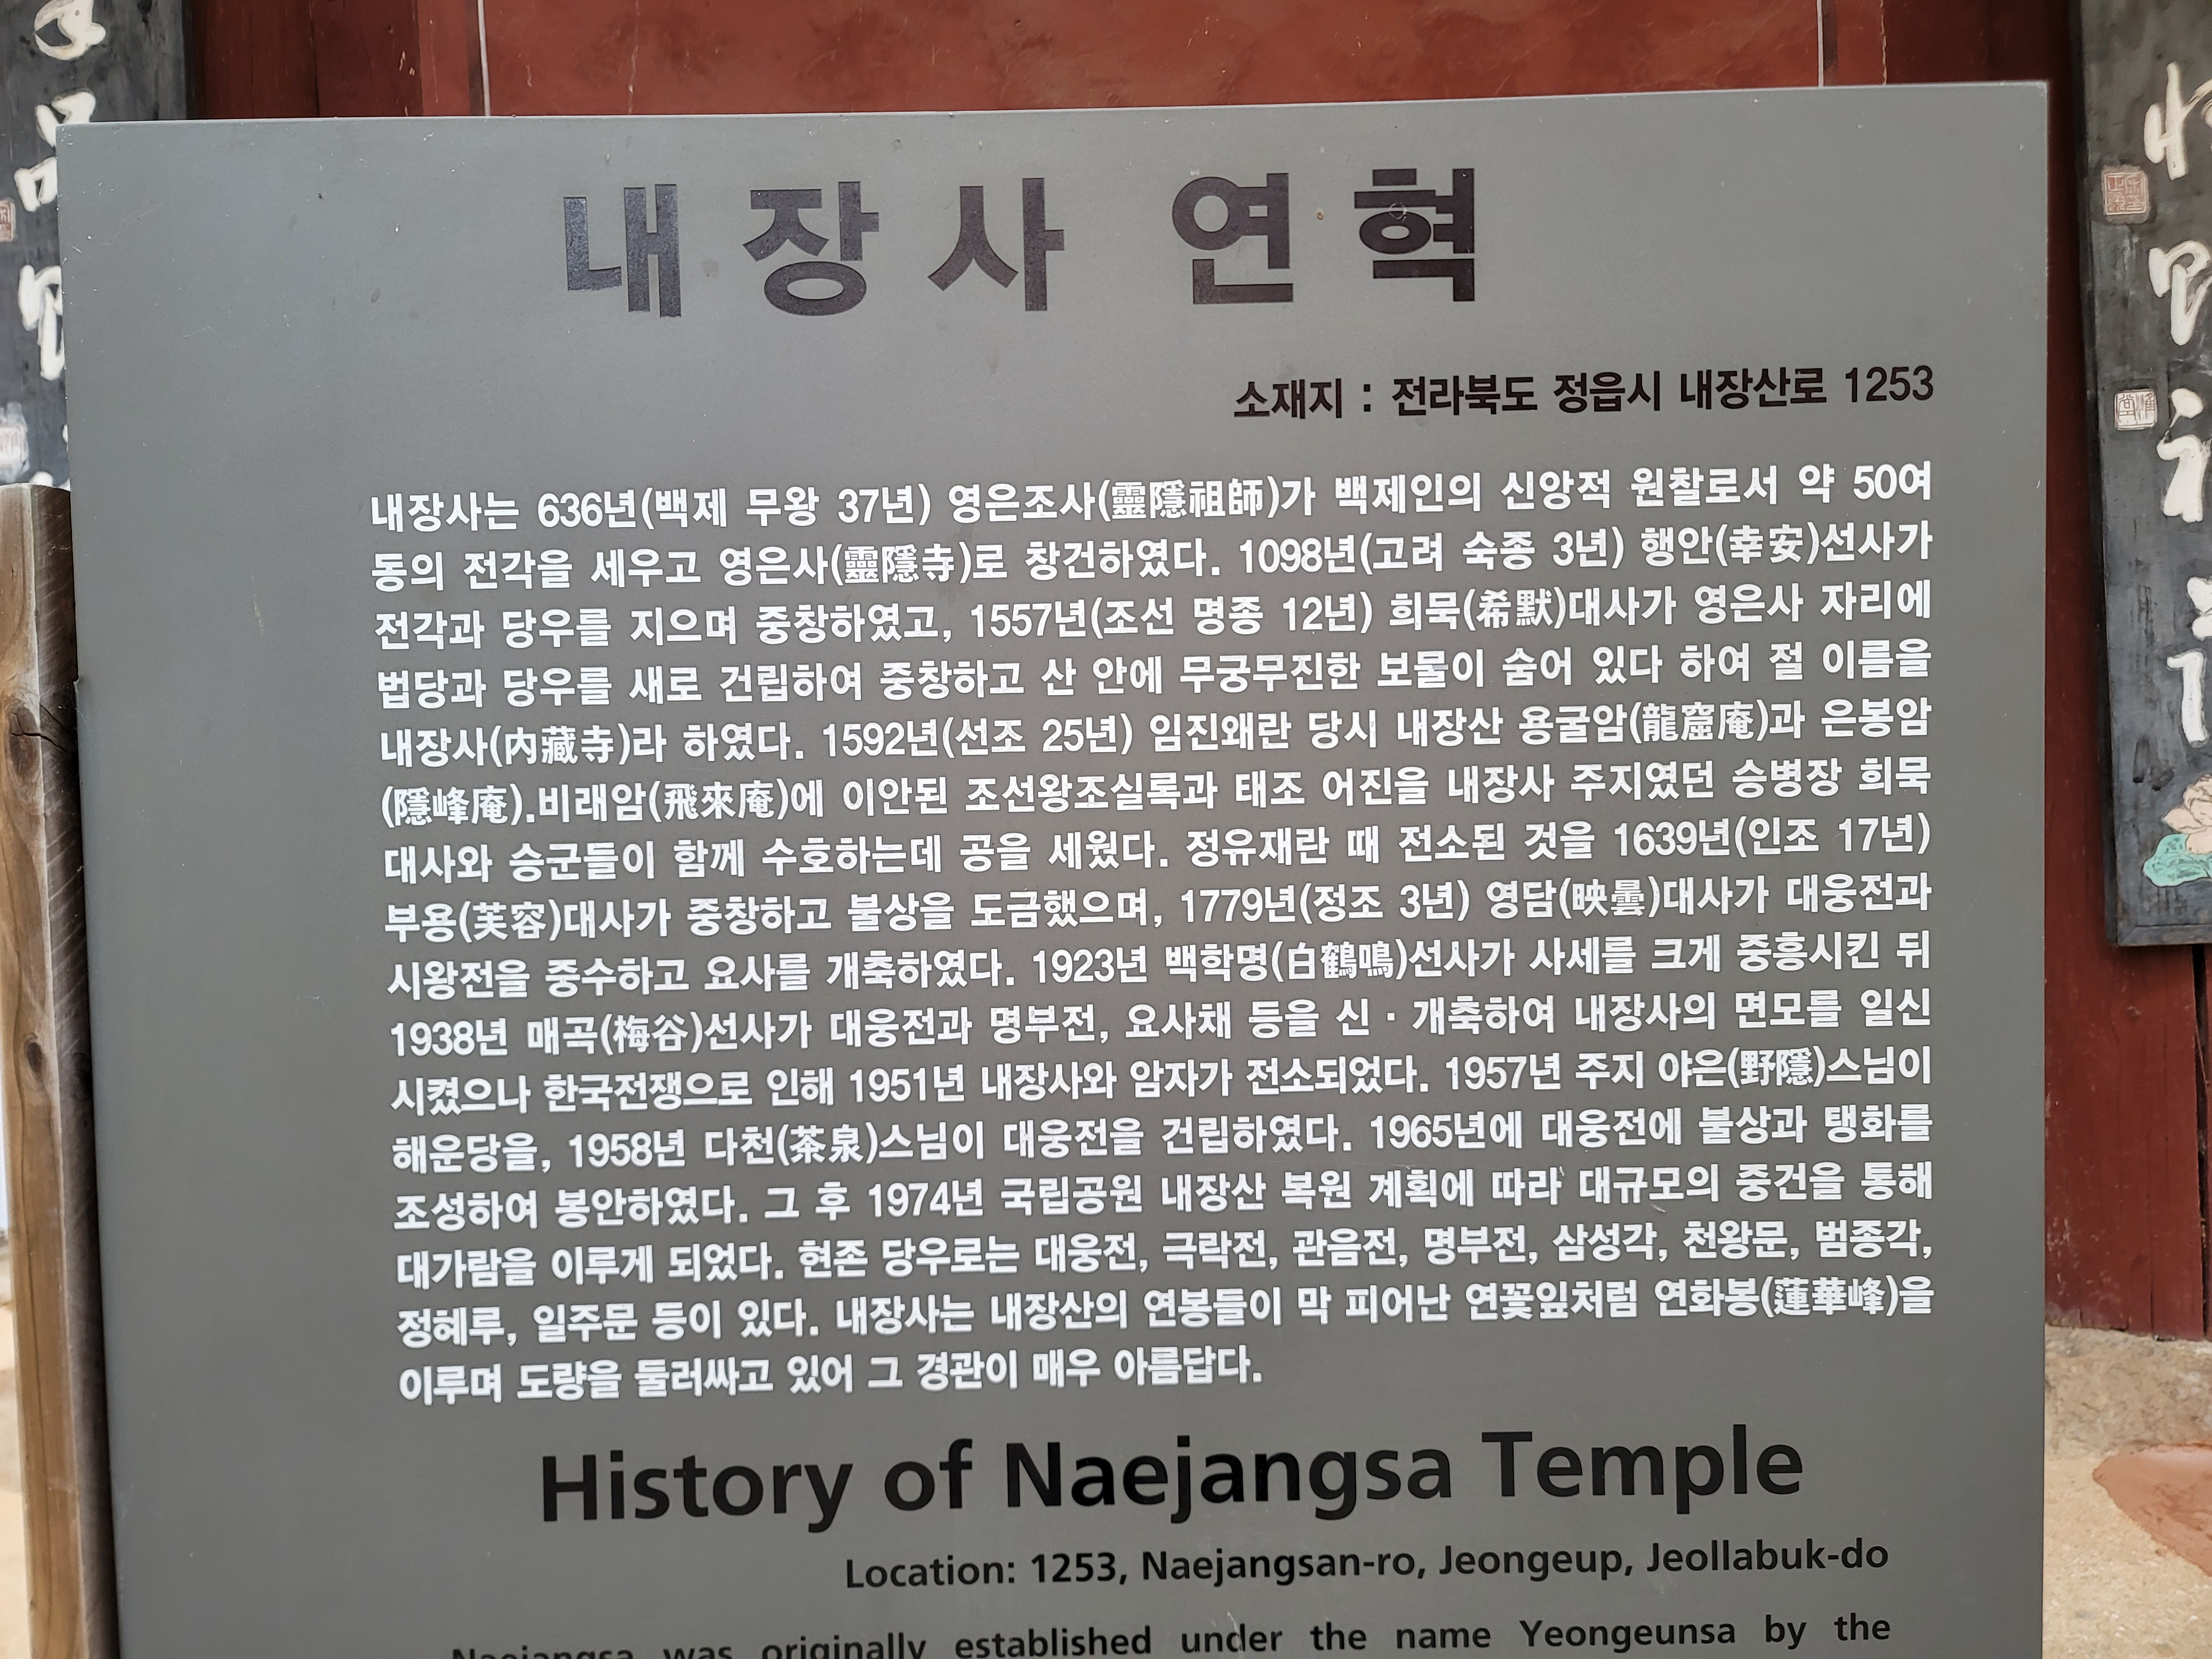 내장사 연혁
소재지 : 전라북도 정읍시 내장산로 1253
내장사는 636년(백제 무왕 37년) 영은조사(靈隱祖師)가 백제인의 신앙적 원찰로서 약 50여
동의 전각을 세우고 영은사(靈隱寺)로 창건하였다. 1098년(고려 숙종 3년) 행안(幸安)선사가
전각과 당우를 지으며 중창하였고, 1557년(조선 명종 12년) 희묵(希默)대사가 영은사 자리에
법당과 당우를 새로 건립하여 중창하고 산 안에 무궁무진한 보물이 숨어 있다 하여 절 이름을
내장사(內藏寺)라 하였다. 1592년(선조 25년) 임진왜란 당시 내장산 용굴암(龍窟庵)과 은봉암
(隱峰庵).비래암(飛來庵)에 이안된 조선왕조실록과 태조 어진을 내장사 주지였던 승병장 희묵
대사와 승군들이 함께 수호하는데 공을 세웠다. 정유재란 때 전소된 것을 1639년(인조 17년)
부용(芙容)대사가 중창하고 불상을 도금했으며, 1779년(정조 3년) 영담(映曇)대사가 대웅전과
시왕전을 중수하고 요사를 개축하였다. 1923년 백학명(白鶴鳴)선사가 사세를 크게 중흥시킨 뒤
1938년 매곡(梅谷)선사가 대웅전과 명부전, 요사채 등을 신 · 개축하여 내장사의 면모를 일신
시켰으나 한국전쟁으로 인해 1951년 내장사와 암자가 전소되었다. 1957년 주지 야은(野隱)스님이
해운당을, 1958년 다천(茶泉)스님이 대웅전을 건립하였다. 1965년에 대웅전에 불상과 탱화를
조성하여 봉안하였다. 그 후 1974년 국립공원 내장산 복원 계획에 따라 대규모의 중건을 통해
대가람을 이루게 되었다. 현존 당우로는 대웅전, 극락전, 관음전, 명부전, 삼성각, 천왕문, 범종각,
정혜루, 일주문 등이 있다. 내장사는 내장산의 연봉들이 막 피어난 연꽃잎처럼 연화봉(蓮華峰)을
이루며 도량을 둘러싸고 있어 그 경관이 매우 아름답다.
History of Naejangsa Temple
Location: 1253, Naejangsan-ro, Jeongeup, Jeollabuk-do
Naejangsa was originally established under the name Yeongeunsa by the